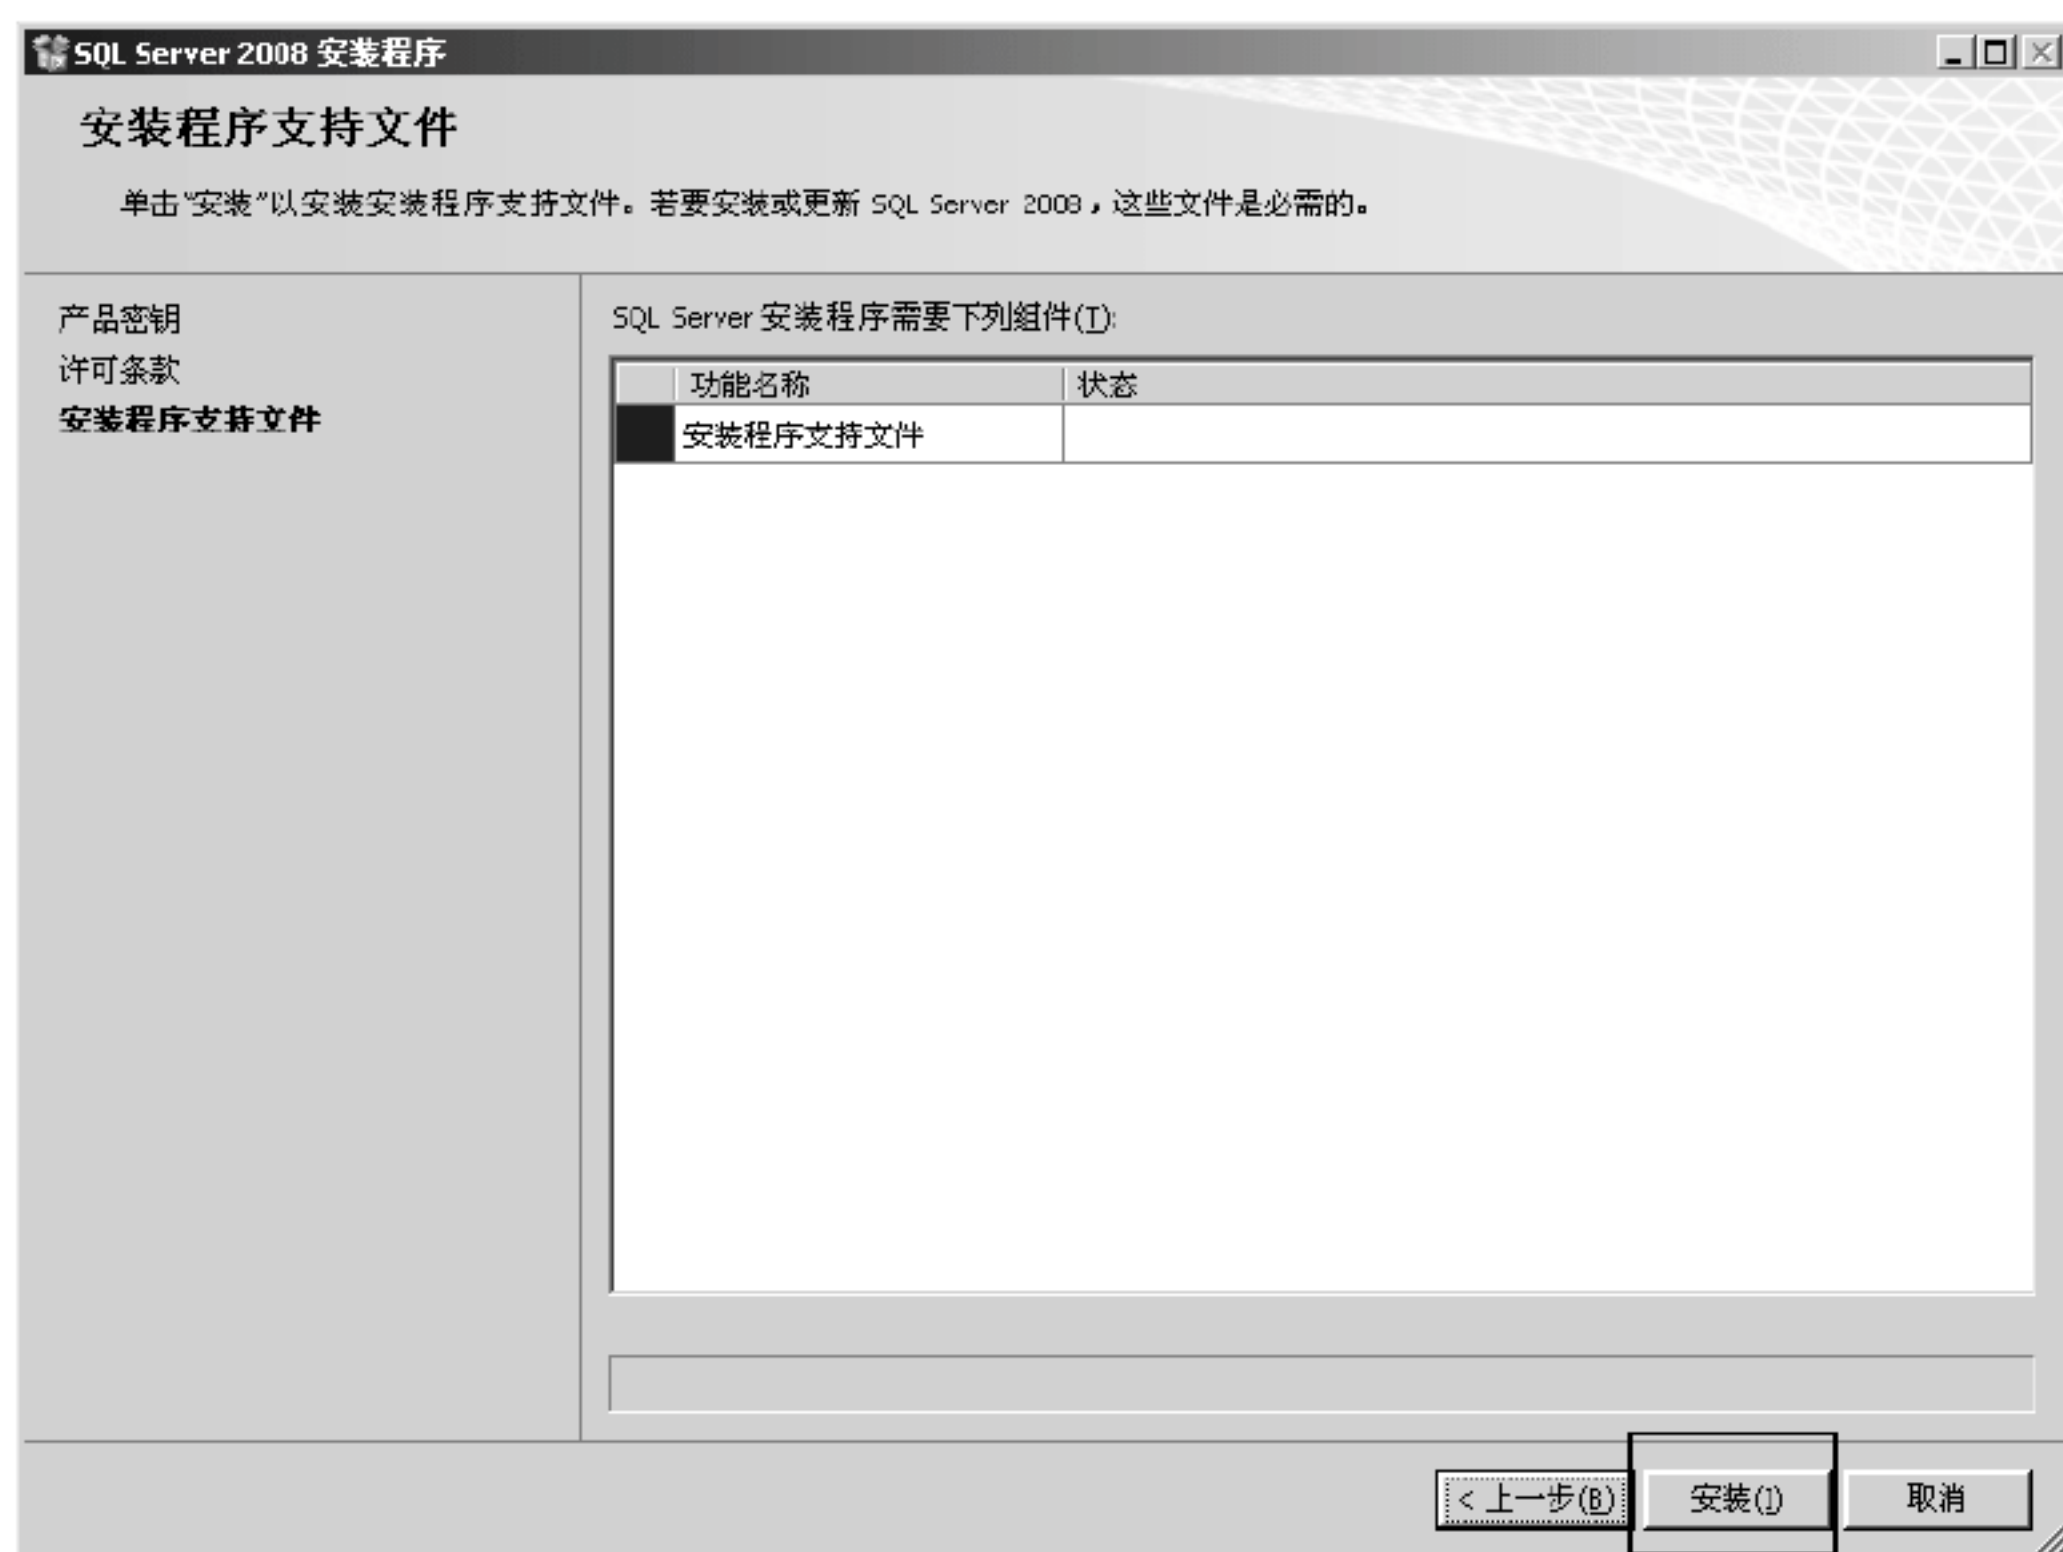 SQL Server 2008 安装程序
安装程序支持文件
单击“安装”以安装安装程序支持文件。若要安装或更新 SQL Server 2008，这些文件是必需的。
产品密钥
许可条款
安装程序支持文件
SQL Server 安装程序需要下列组件(T):
功能名称 状态
安装程序支持文件
< 上一步(B) 安装(I) 取消